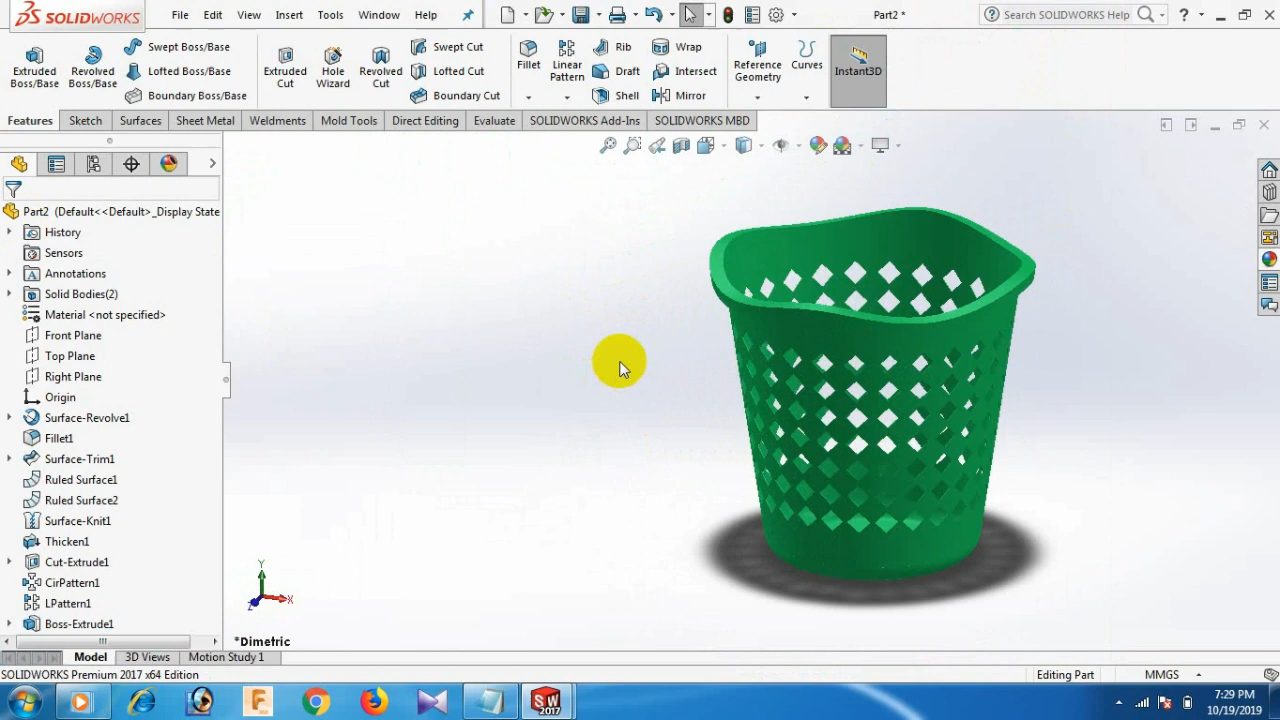 SOLIDWORKS
File Edit View Insert Tools Window Help
Part2 *
Search SOLIDWORKS Help
?
Extruded Boss/Base
Revolved Boss/Base
Swept Boss/Base
Lofted Boss/Base
Boundary Boss/Base
Extruded Cut
Hole Wizard
Revolved Cut
Swept Cut
Lofted Cut
Boundary Cut
Fillet
Linear Pattern
Rib
Draft
Shell
Wrap
Intersect
Mirror
Reference Geometry
Curves
Instant3D
Features Sketch Surfaces Sheet Metal Weldments Mold Tools Direct Editing Evaluate SOLIDWORKS Add-Ins SOLIDWORKS MBD
Part2 (Default<<Default>_Display State
History
Sensors
Annotations
Solid Bodies(2)
Material <not specified>
Front Plane
Top Plane
Right Plane
Origin
Surface-Revolve1
Fillet1
Surface-Trim1
Ruled Surface1
Ruled Surface2
Surface-Knit1
Thicken1
Cut-Extrude1
CirPattern1
LPattern1
Boss-Extrude1
Y
X
Z
*Dimetric
Model 3D Views Motion Study 1
SOLIDWORKS Premium 2017 x64 Edition
Editing Part
MMGS
SW
2017
7:29 PM
10/19/2019